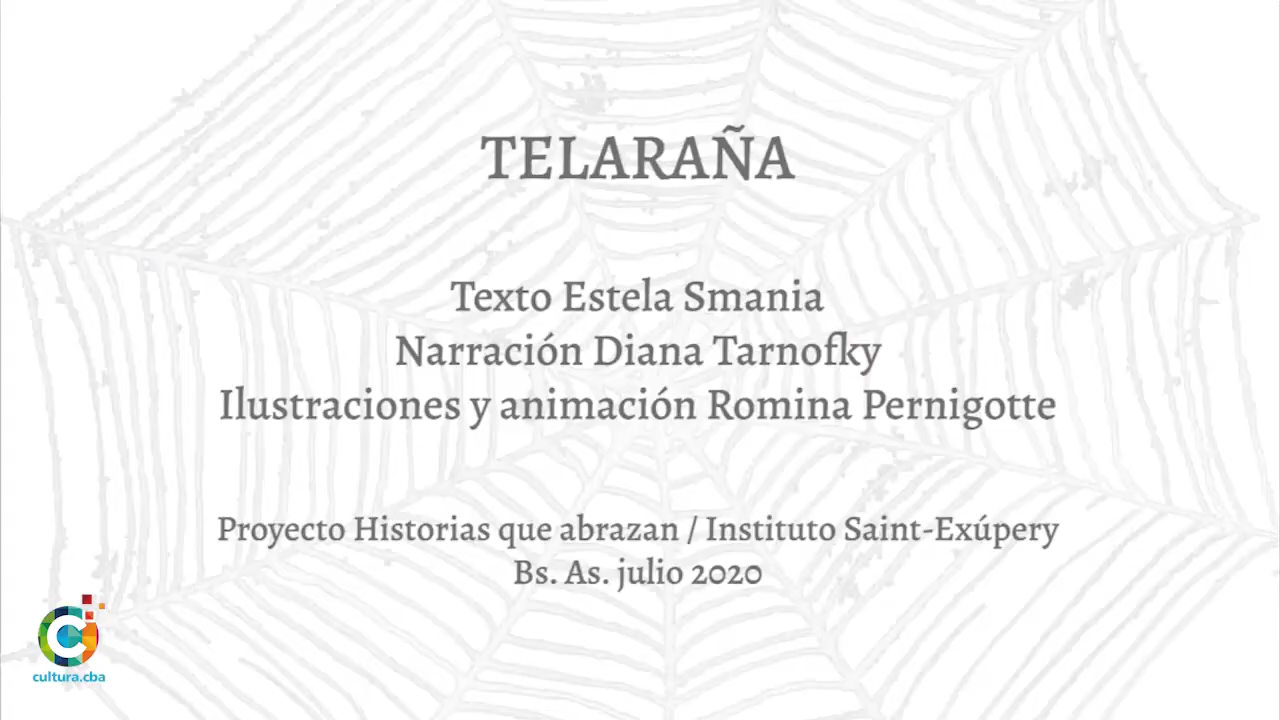 TELARAÑA
Texto Estela Smania
Narración Diana Tarnofky
Ilustraciones y animación Romina Pernigotte
Proyecto Historias que abrazan / Instituto Saint-Exúpery
Bs. As. julio 2020
cultura.cba